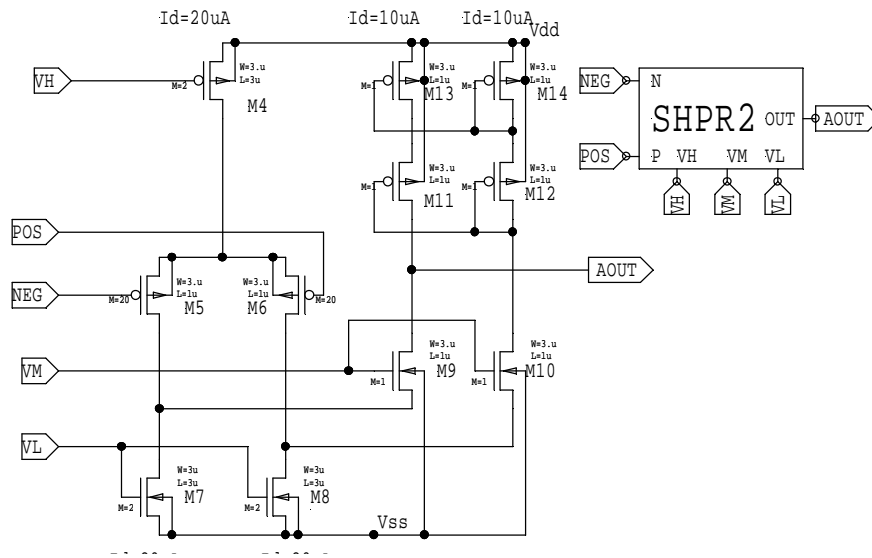 Id=20uA Id=10uA Id=10uA
Vdd
VH
M=2
W=3.u
L=3u
M4
M=1
W=3.u
L=1u
M13
M=1
W=3.u
L=1u
M14
M=1
W=3.u
L=1u
M11
M=1
W=3.u
L=1u
M12
NEG
N
SHPR2
OUT
AOUT
POS
P VH VM VL
VH VM VL
POS
NEG
M=20
W=3.u
L=1u
M5
W=3.u
L=1u
M6
M=20
AOUT
VM
M=1
W=3.u
L=1u
M9
M=1
W=3.u
L=1u
M10
VL
M=2
W=3u
L=3u
M7
M=2
W=3u
L=3u
M8
Vss